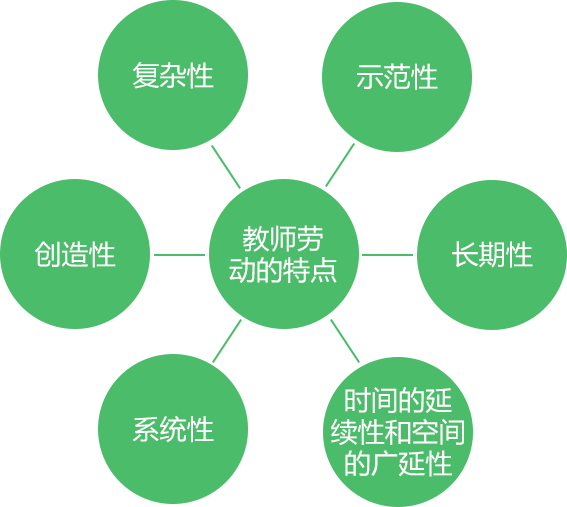 复杂性
示范性
创造性
教师劳
动的特点
长期性
系统性
时间的延
续性和空间
的广延性